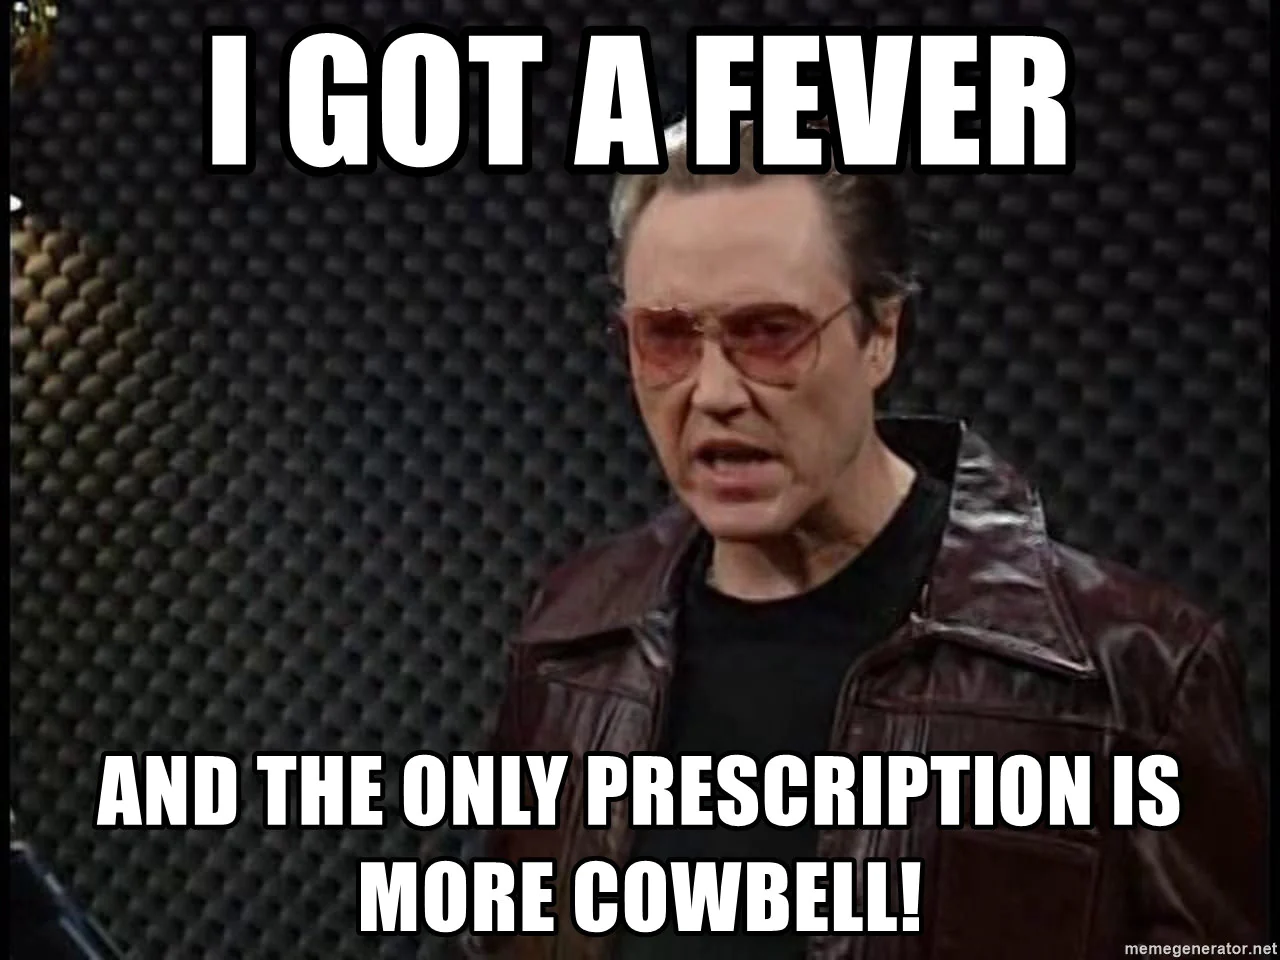 I GOT A FEVER
AND THE ONLY PRESCRIPTION IS
MORE COWBELL!
memegenerator.net